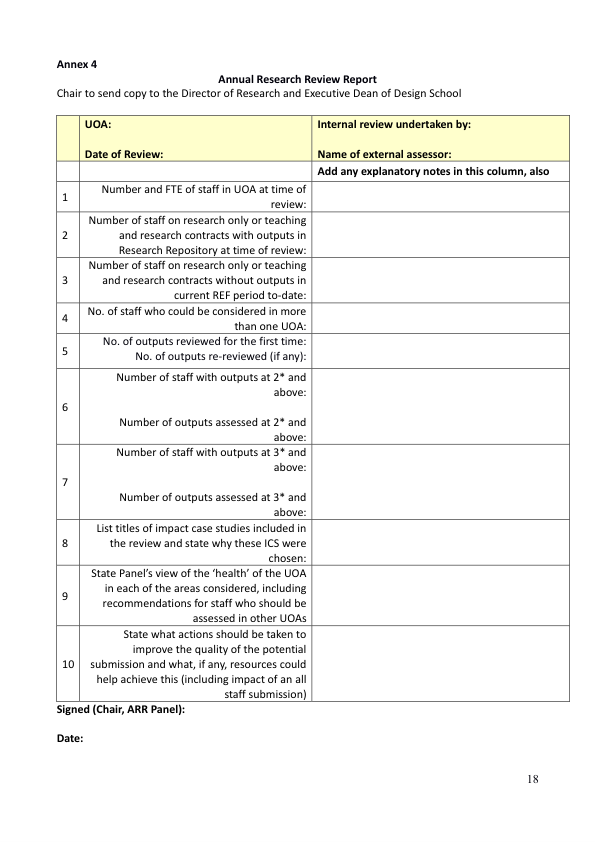 Annex 4
Annual Research Review Report
Chair to send copy to the Director of Research and Executive Dean of Design School
UOA:
Date of Review:
Internal review undertaken by:
Name of external assessor:
Add any explanatory notes in this column, also
1
Number and FTE of staff in UOA at time of
review:
2
Number of staff on research only or teaching
and research contracts with outputs in
Research Repository at time of review:
3
Number of staff on research only or teaching
and research contracts without outputs in
current REF period to-date:
4
No. of staff who could be considered in more
than one UOA:
5
No. of outputs reviewed for the first time:
No. of outputs re-reviewed (if any):
6
Number of staff with outputs at 2* and
above:
Number of outputs assessed at 2* and
above:
7
Number of staff with outputs at 3* and
above:
Number of outputs assessed at 3* and
above:
8
List titles of impact case studies included in
the review and state why these ICS were
chosen:
9
State Panel’s view of the ‘health’ of the UOA
in each of the areas considered, including
recommendations for staff who should be
assessed in other UOAs
10
State what actions should be taken to
improve the quality of the potential
submission and what, if any, resources could
help achieve this (including impact of an all
staff submission)
Signed (Chair, ARR Panel):
Date:
18